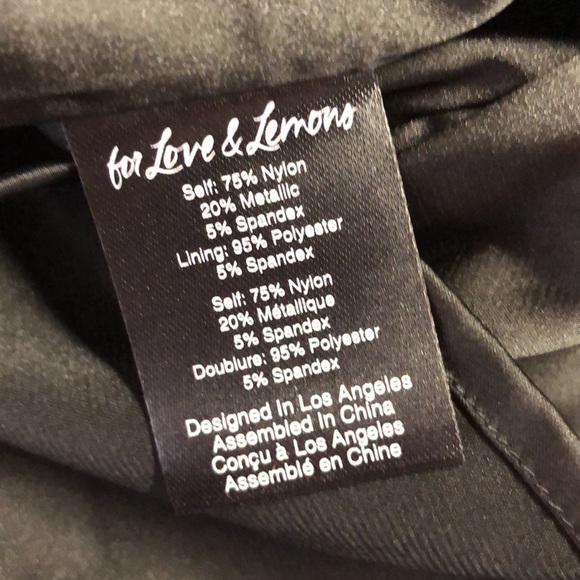 for Love & Lemons
Self: 75% Nylon
20% Metallic
5% Spandex
Lining: 95% Polyester
5% Spandex
Self: 75% Nylon
20% Métallique
5% Spandex
Doublure: 95% Polyester
5% Spandex
Designed in Los Angeles
Assembled in China
Conçu à Los Angeles
Assemblé en Chine